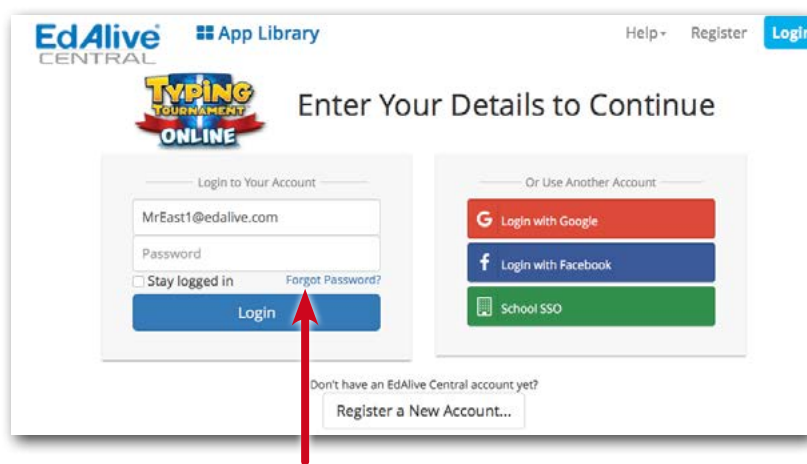 EdAlive
CENTRAL
App Library
Help
Register
Login
TYPING
TOURNAMENT
ONLINE
Enter Your Details to Continue
Login to Your Account
MrEast1@edalive.com
Password
Stay logged in
Forgot Password?
Login
Or Use Another Account
G Login with Google
f Login with Facebook
School SSO
Don't have an EdAlive Central account yet?
Register a New Account...